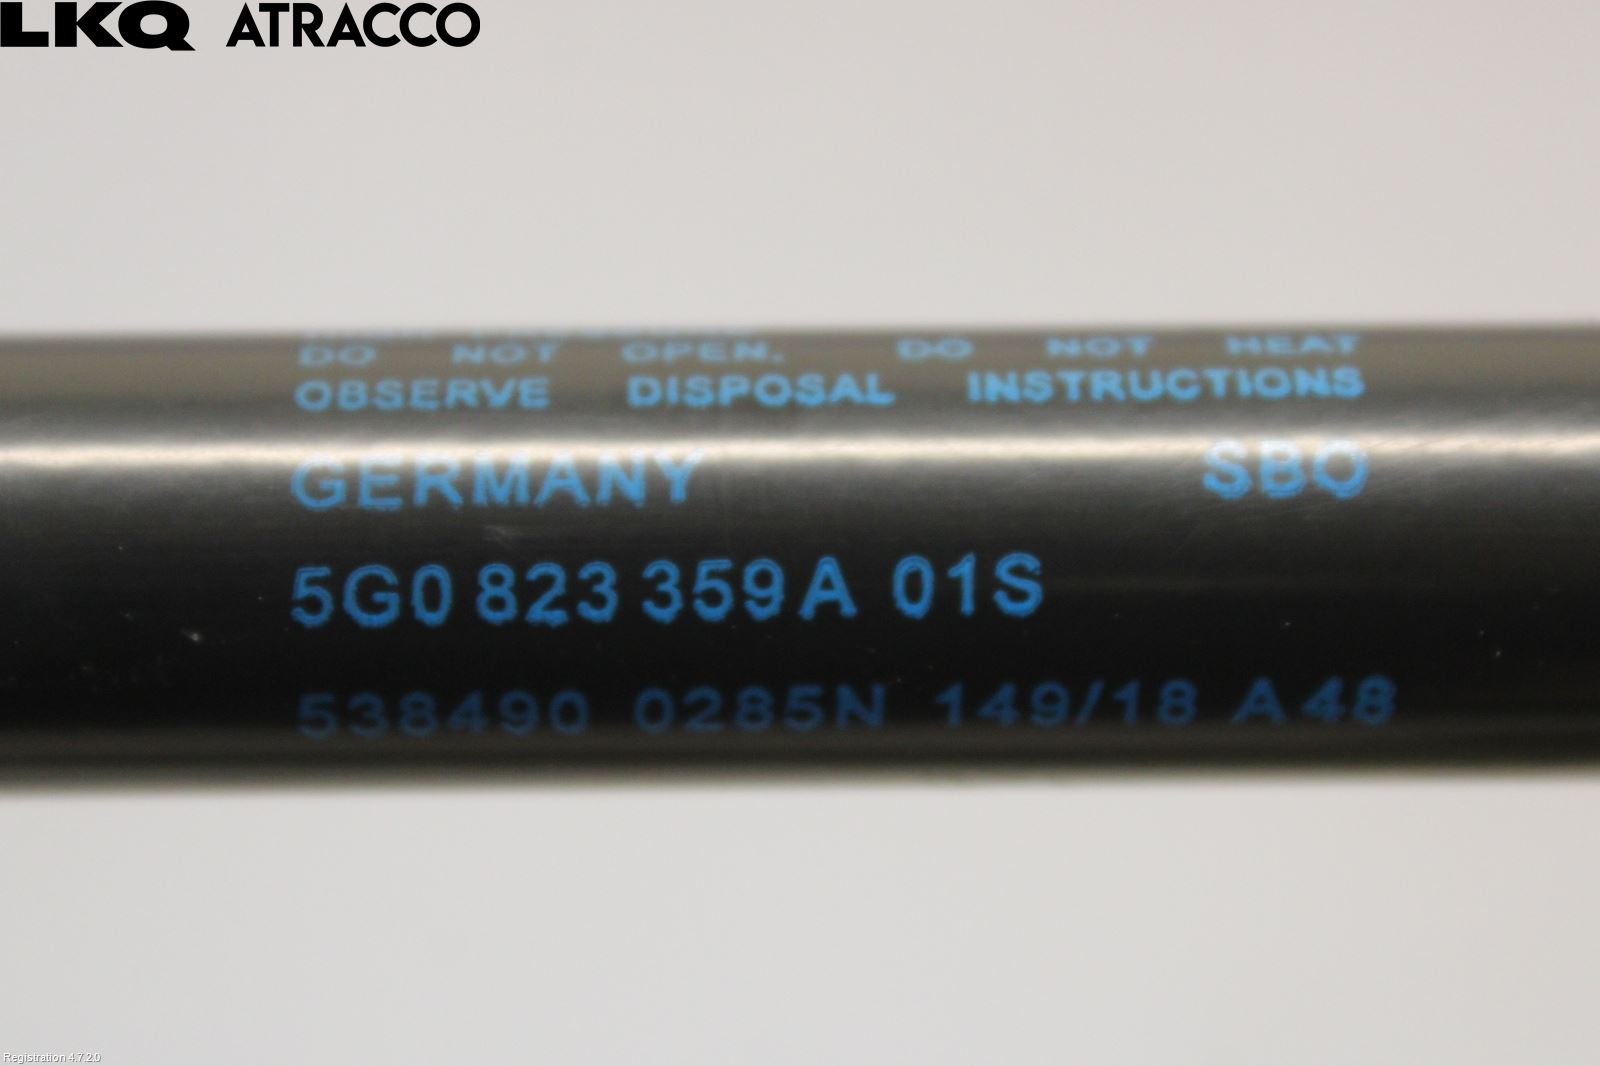 LKQ ATRACCO
DO NOT OPEN. DO NOT HEAT
OBSERVE DISPOSAL INSTRUCTIONS
GERMANY SBO
5G0 823 359 A 01S
538490 0285N 149/18 A48
Registration 4.7.2.0